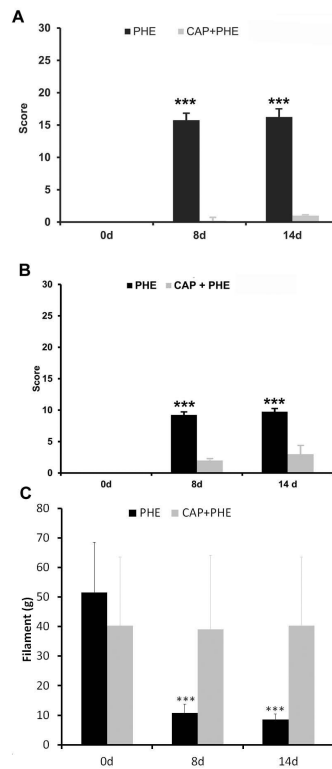 A
PHE CAP+PHE
Score
30
25
20
15
10
5
0
*** ***
0d 8d 14d
B
PHE CAP + PHE
Score
30
25
20
15
10
5
0
*** ***
0d 8d 14 d
C
PHE CAP+PHE
Filament (g)
80
70
60
50
40
30
20
10
0
*** ***
0d 8d 14d